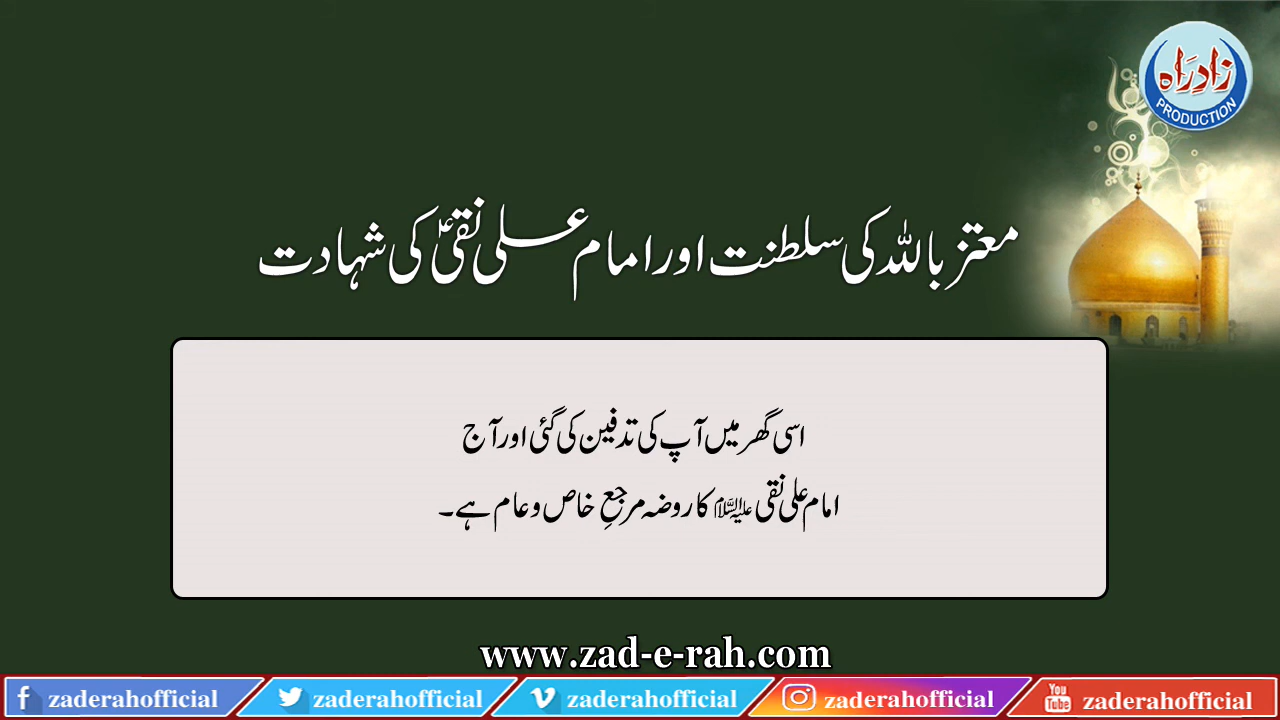 زادِ رَاہ
PRODUCTION
معتز باللہ کی سلطنت اور امام علی نقیؑ کی شہادت
اسی گھر میں آپ کی تدفین کی گئی اور آج
امام علی نقی علیہ السلام کا روضہ مرجعِ خاص و عام ہے۔
www.zad-e-rah.com
zaderahofficial zaderahofficial zaderahofficial zaderahofficial You Tube zaderahofficial